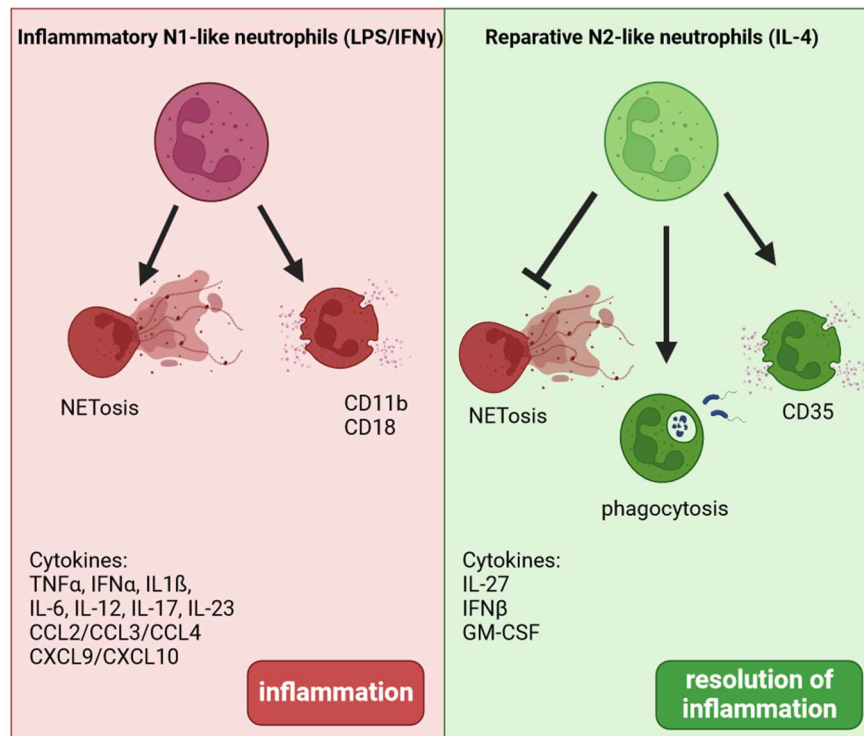 Inflammmatory N1-like neutrophils (LPS/IFNγ)
NETosis
CD11b
CD18
Cytokines:
TNFα, IFNα, IL1ß,
IL-6, IL-12, IL-17, IL-23
CCL2/CCL3/CCL4
CXCL9/CXCL10
inflammation
Reparative N2-like neutrophils (IL-4)
NETosis
CD35
phagocytosis
Cytokines:
IL-27
IFNβ
GM-CSF
resolution of
inflammation